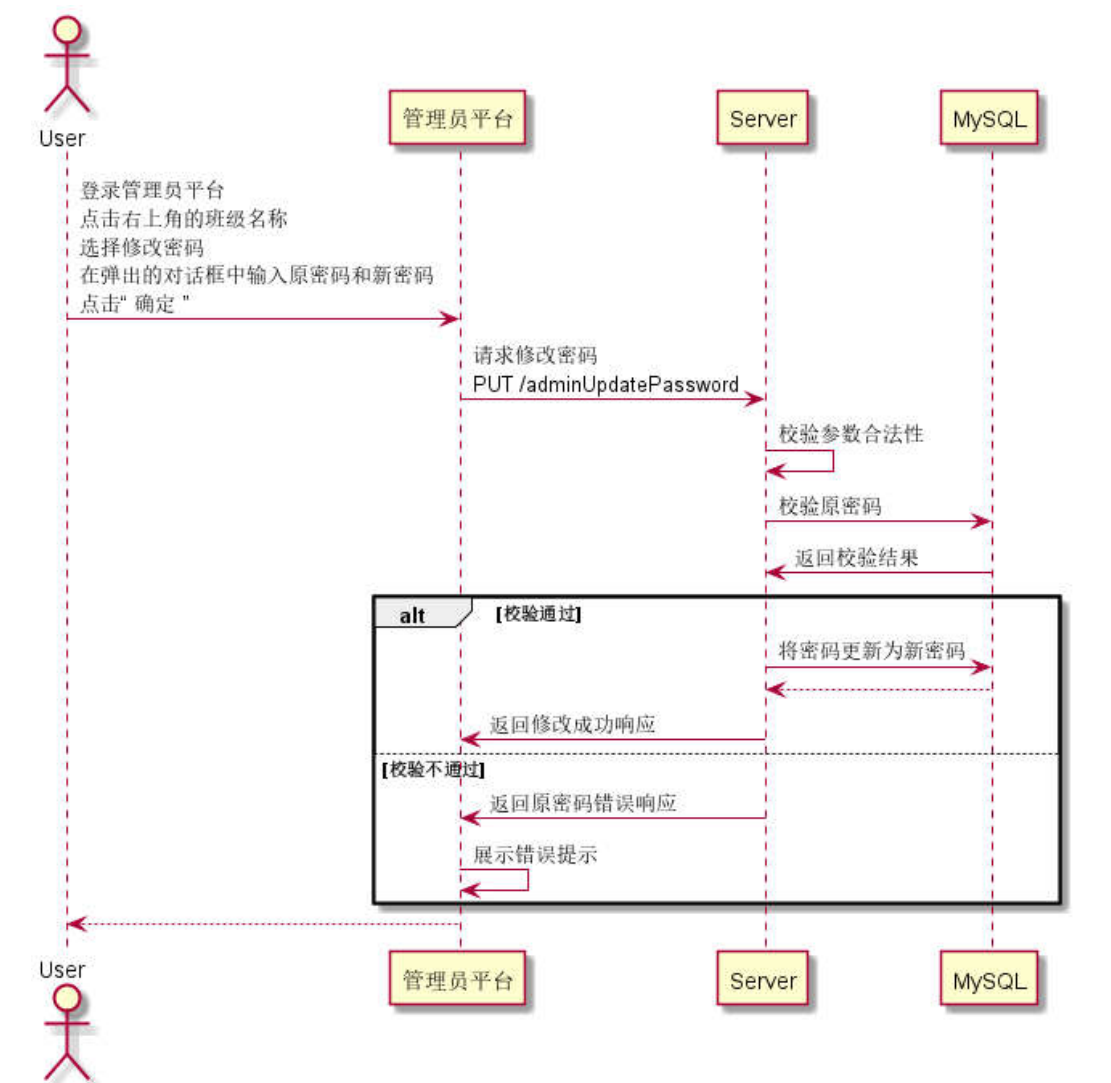 User
管理员平台
Server
MySQL
登录管理员平台
点击右上角的班级名称
选择修改密码
在弹出的对话框中输入原密码和新密码
点击“ 确定 ”
请求修改密码
PUT /adminUpdatePassword
校验参数合法性
校验原密码
返回校验结果
alt
[校验通过]
将密码更新为新密码
返回修改成功响应
[校验不通过]
返回原密码错误响应
展示错误提示
User
管理员平台
Server
MySQL